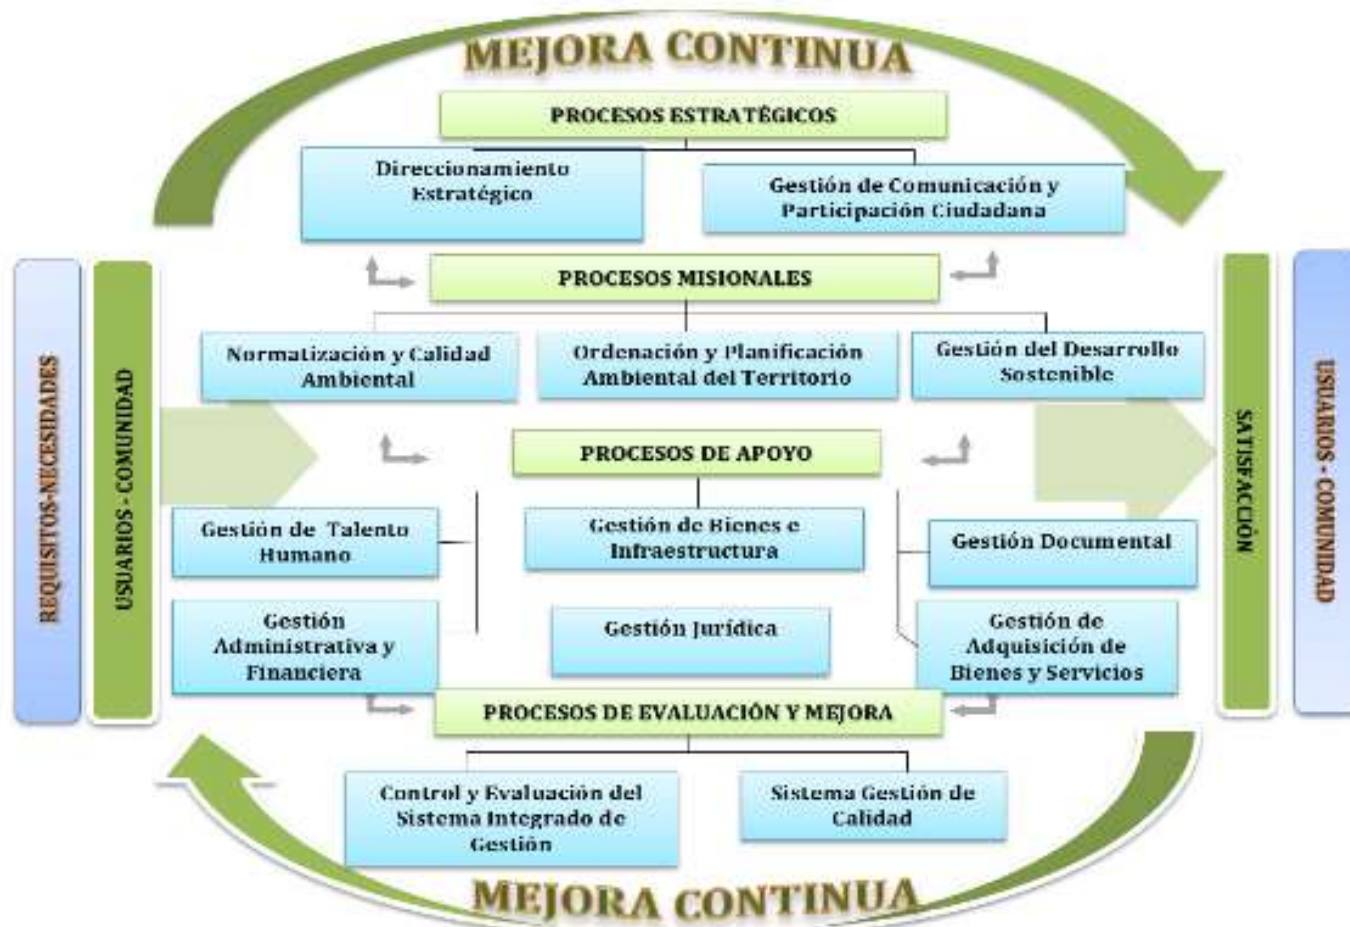 MEJORA CONTINUA
PROCESOS ESTRATÉGICOS
Direccionamiento
Estratégico
Gestión de Comunicación y
Participación Ciudadana
PROCESOS MISIONALES
Normatización y Calidad
Ambiental
Ordenación y Planificación
Ambiental del Territorio
Gestión del Desarrollo
Sostenible
REQUISITOS-NECESIDADES
USUARIOS - COMUNIDAD
SATISFACCIÓN
USUARIOS - COMUNIDAD
PROCESOS DE APOYO
Gestión de Talento
Humano
Gestión de Bienes e
Infraestructura
Gestión Documental
Gestión
Administrativa y
Financiera
Gestión Jurídica
Gestión de
Adquisición de
Bienes y Servicios
PROCESOS DE EVALUACIÓN Y MEJORA
Control y Evaluación del
Sistema Integrado de
Gestión
Sistema Gestión de
Calidad
MEJORA CONTINUA